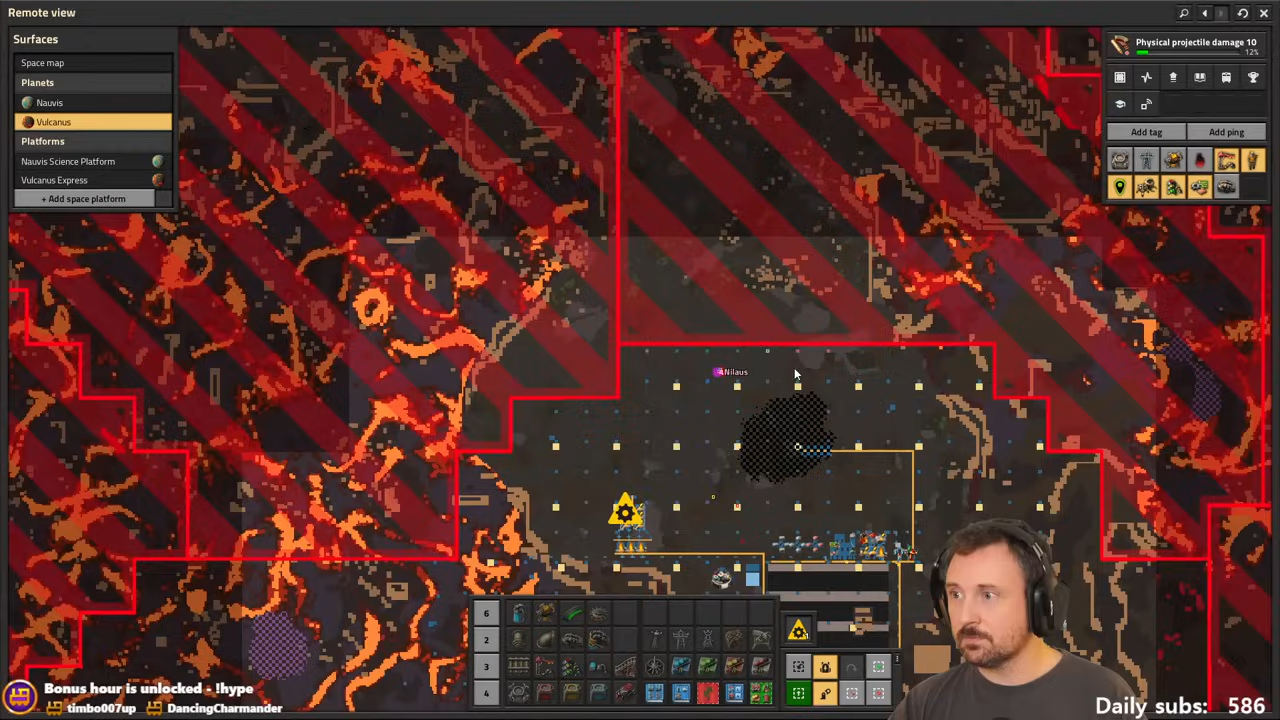 Remote view
Surfaces
Space map
Planets
Nauvis
Vulcanus
Platforms
Nauvis Science Platform
Vulcanus Express
+ Add space platform
Physical projectile damage 10
12%
Add tag
Add ping
Nilaus
6
2
3
4
Bonus hour is unlocked - !hype
timbo007up
DancingCharmander
Daily subs: 586